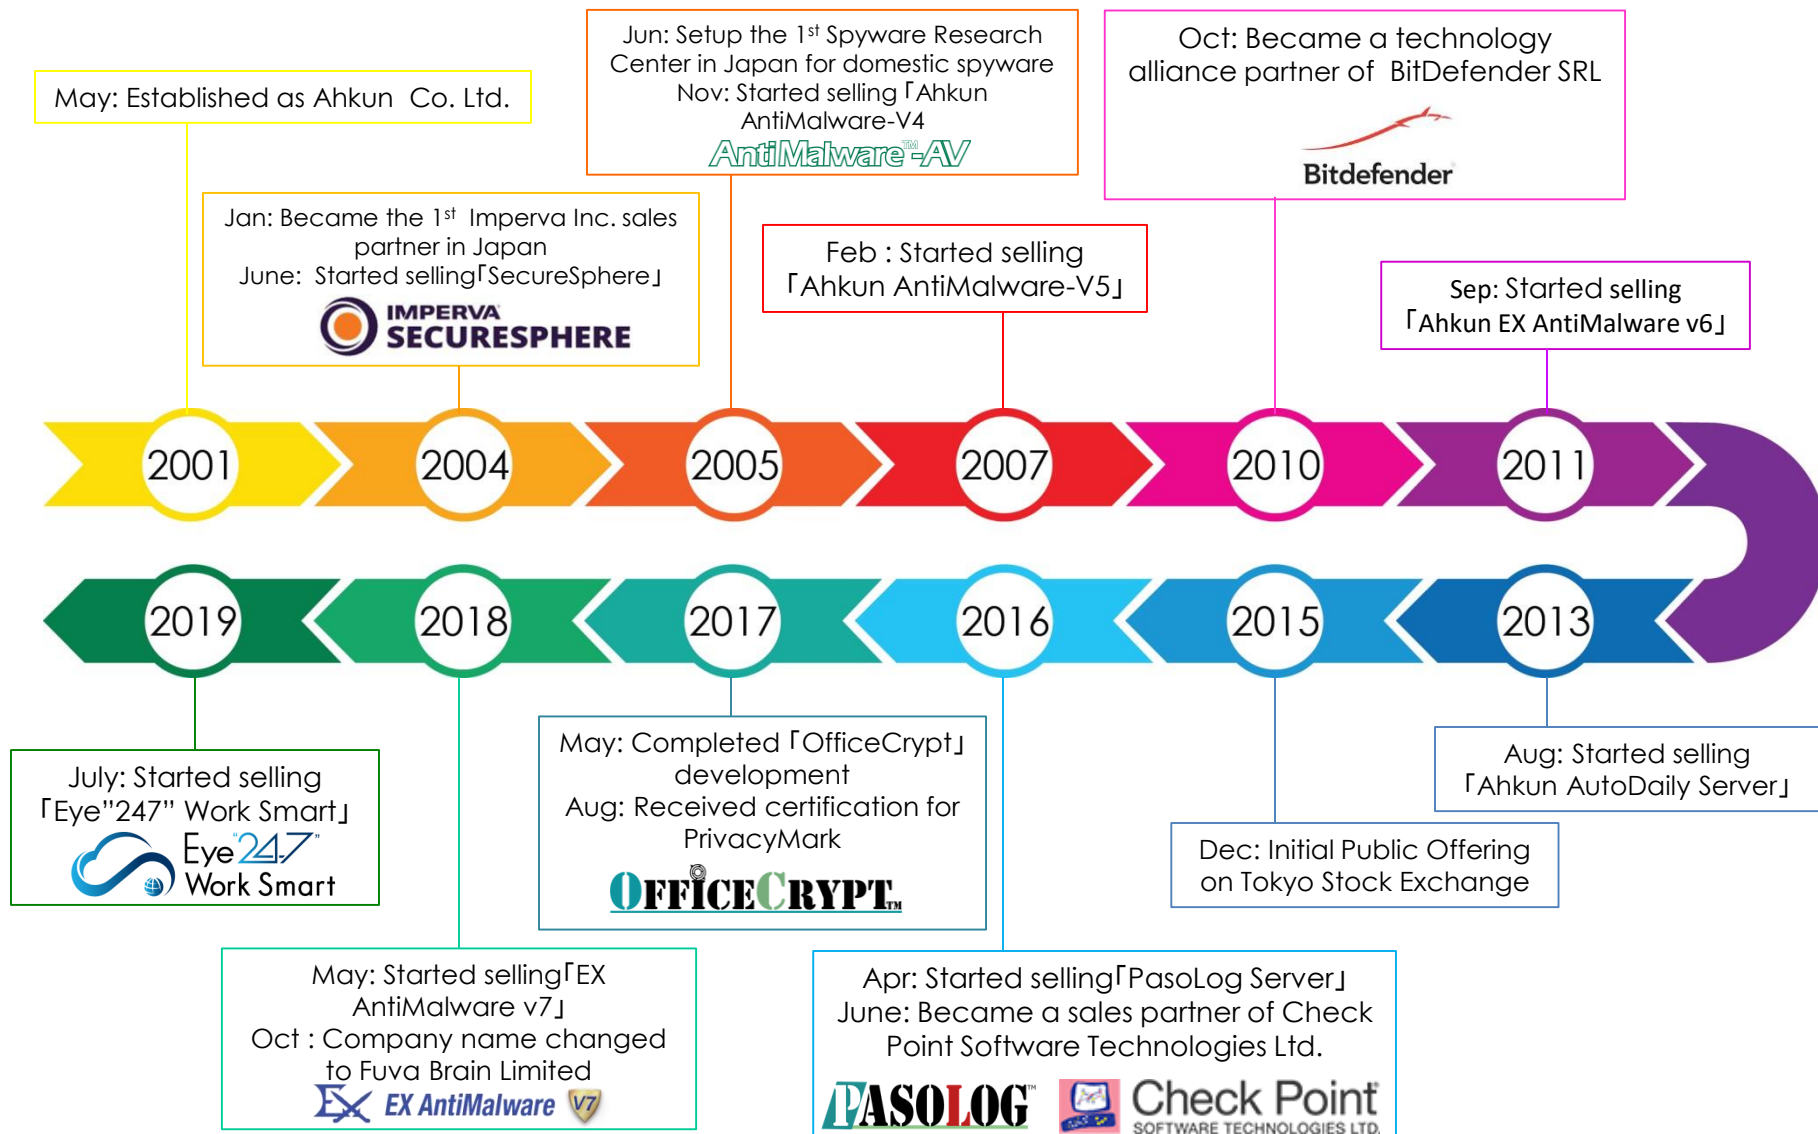 May: Established as Ahkun Co. Ltd.
Jan: Became the 1st Imperva Inc. sales
partner in Japan
June: Started selling「SecureSphere」
IMPERVA
SECURESPHERE
Jun: Setup the 1st Spyware Research
Center in Japan for domestic spyware
Nov: Started selling「Ahkun
AntiMalware-V4
AntiMalware™-AV
Feb : Started selling
「Ahkun AntiMalware-V5」
Oct: Became a technology
alliance partner of BitDefender SRL
Bitdefender
Sep: Started selling
「Ahkun EX AntiMalware v6」
2001
2004
2005
2007
2010
2011
2019
2018
2017
2016
2015
2013
July: Started selling
「Eye”247” Work Smart」
Eye "24-7"
Work Smart
May: Started selling「EX
AntiMalware v7」
Oct : Company name changed
to Fuva Brain Limited
EX EX AntiMalware V7
May: Completed「OfficeCrypt」
development
Aug: Received certification for
PrivacyMark
OFFICECRYPT™
Apr: Started selling「PasoLog Server」
June: Became a sales partner of Check
Point Software Technologies Ltd.
PASOLOG™
Check Point
SOFTWARE TECHNOLOGIES LTD.
Dec: Initial Public Offering
on Tokyo Stock Exchange
Aug: Started selling
「Ahkun AutoDaily Server」